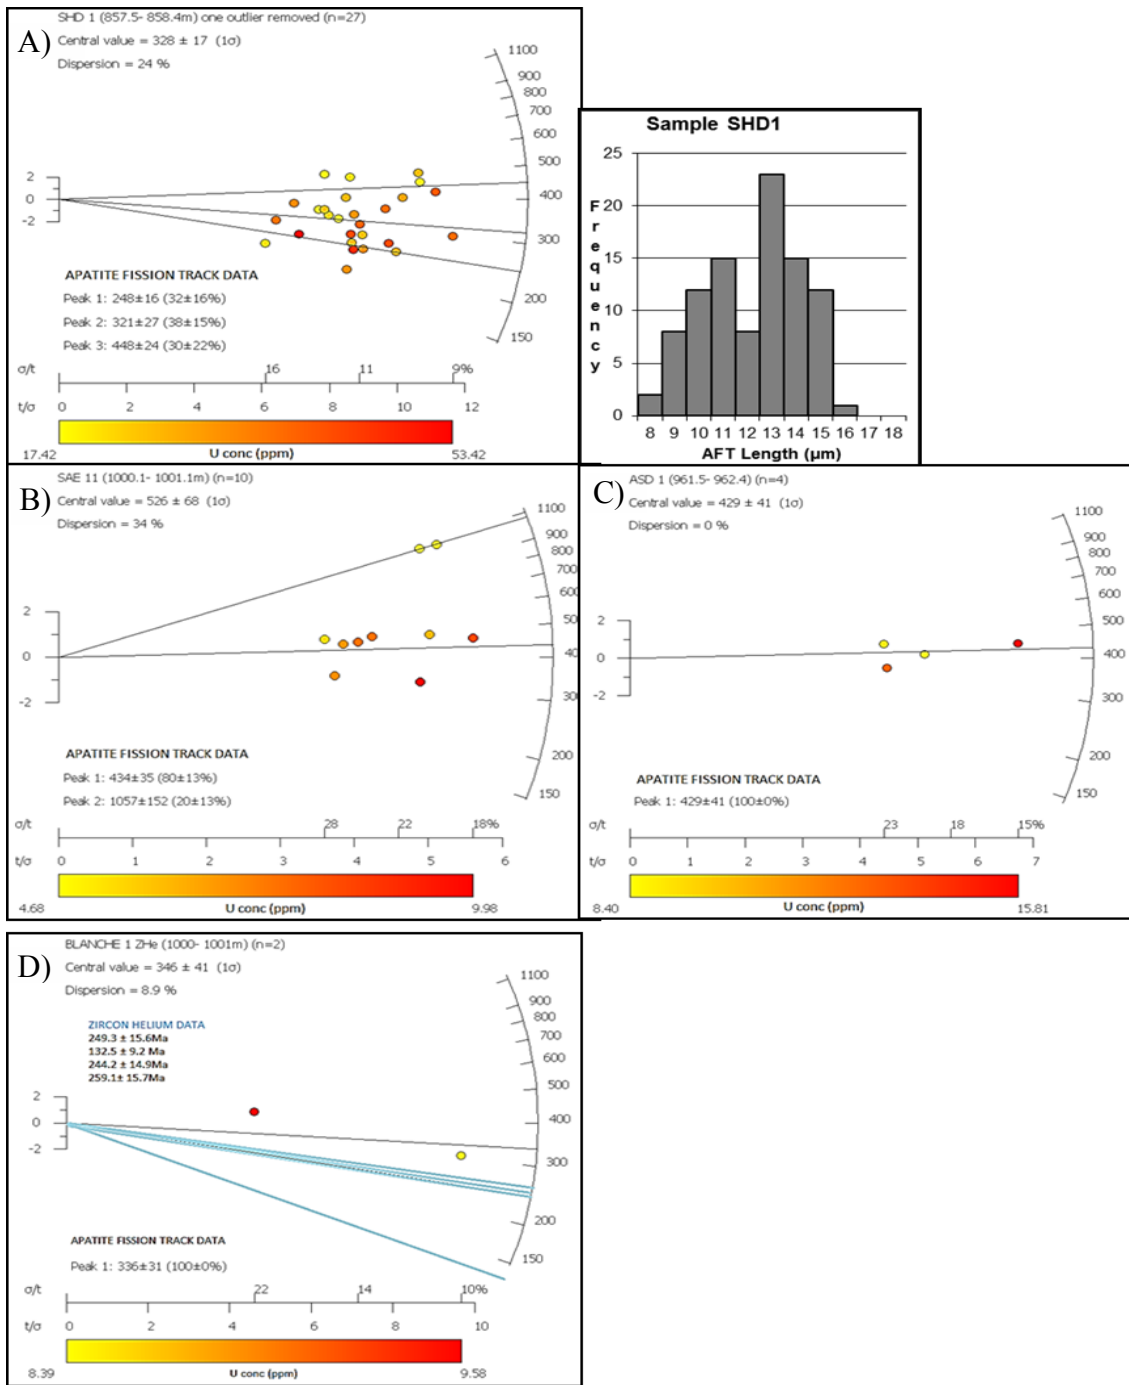 A)
SHD 1 (857.5- 858.4m) one outlier removed (n=27)
Central value = 328 ± 17 (1σ)
Dispersion = 24 %
1100
900
800
700
600
500
400
300
200
150
2
0
-2
APATITE FISSION TRACK DATA
Peak 1: 248±16 (32±16%)
Peak 2: 321±27 (38±15%)
Peak 3: 448±24 (30±22%)
σ/t
16
11
9%
t/σ
0 2 4 6 8 10 12
17.42
U conc (ppm)
53.42
Sample SHD1
25
20
15
10
5
0
Frequency
8 9 10 11 12 13 14 15 16 17 18
AFT Length (µm)
B)
SAE 11 (1000.1- 1001.1m) (n=10)
Central value = 526 ± 68 (1σ)
Dispersion = 34 %
1100
900
800
700
600
500
40
300
200
150
2
0
-2
APATITE FISSION TRACK DATA
Peak 1: 434±35 (80±13%)
Peak 2: 1057±152 (20±13%)
σ/t
28
22
18%
t/σ
0 1 2 3 4 5 6
4.68
U conc (ppm)
9.98
C)
ASD 1 (961.5- 962.4) (n=4)
Central value = 429 ± 41 (1σ)
Dispersion = 0 %
1100
900
800
700
600
500
400
300
200
150
2
0
-2
APATITE FISSION TRACK DATA
Peak 1: 429±41 (100±0%)
σ/t
23
18
15%
t/σ
0 1 2 3 4 5 6 7
8.40
U conc (ppm)
15.81
D)
BLANCHE 1 ZHe (1000- 1001m) (n=2)
Central value = 346 ± 41 (1σ)
Dispersion = 8.9 %
ZIRCON HELIUM DATA
249.3 ± 15.6Ma
132.5 ± 9.2 Ma
244.2 ± 14.9Ma
259.1± 15.7Ma
1100
900
800
700
600
500
400
300
200
150
2
0
-2
APATITE FISSION TRACK DATA
Peak 1: 336±31 (100±0%)
σ/t
22
14
10%
t/σ
0 2 4 6 8 10
8.39
U conc (ppm)
9.58